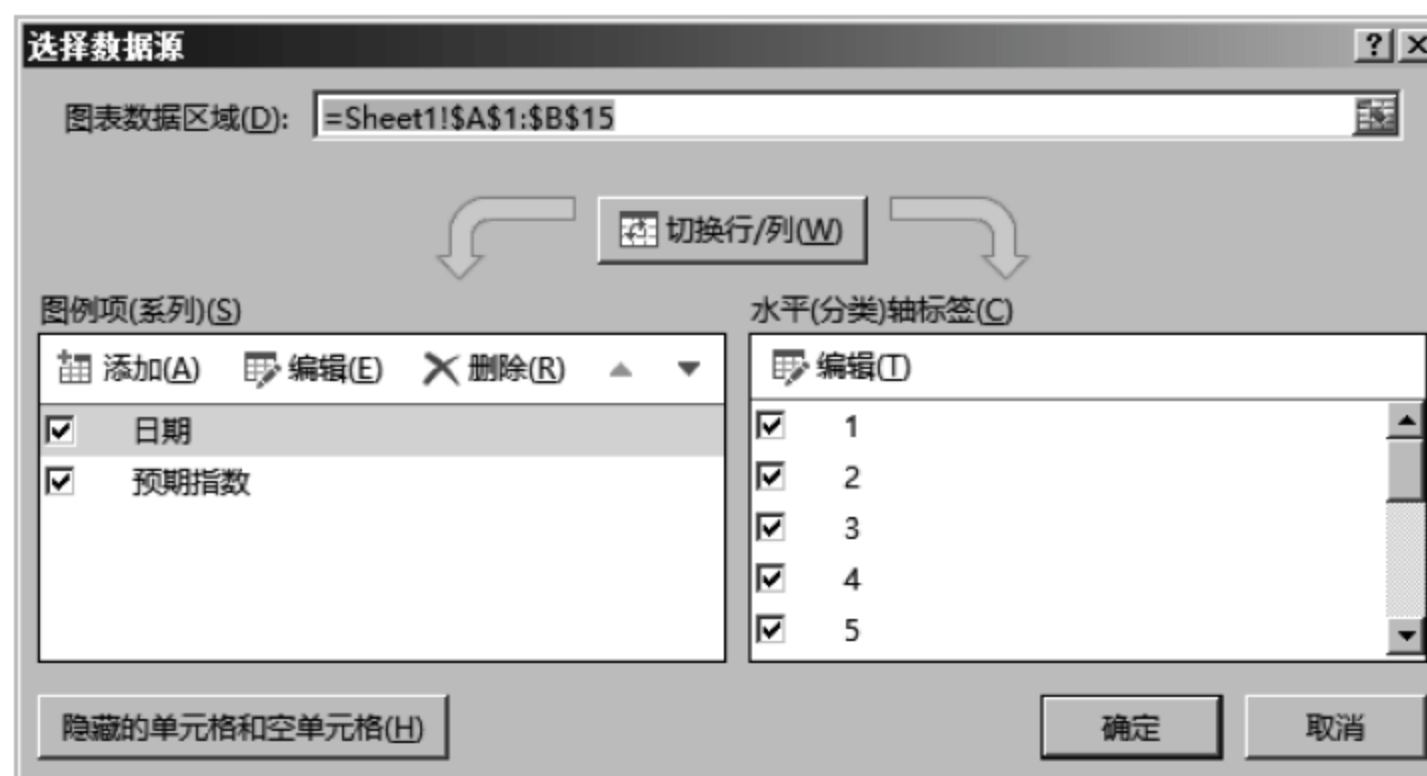 选择数据源
图表数据区域(D): =Sheet1!$A$1:$B$15
切换行/列(W)
图例项(系列)(S)
水平(分类)轴标签(C)
添加(A) 编辑(E) 删除(R)
编辑(T)
日期
预期指数
1
2
3
4
5
隐藏的单元格和空单元格(H)
确定
取消